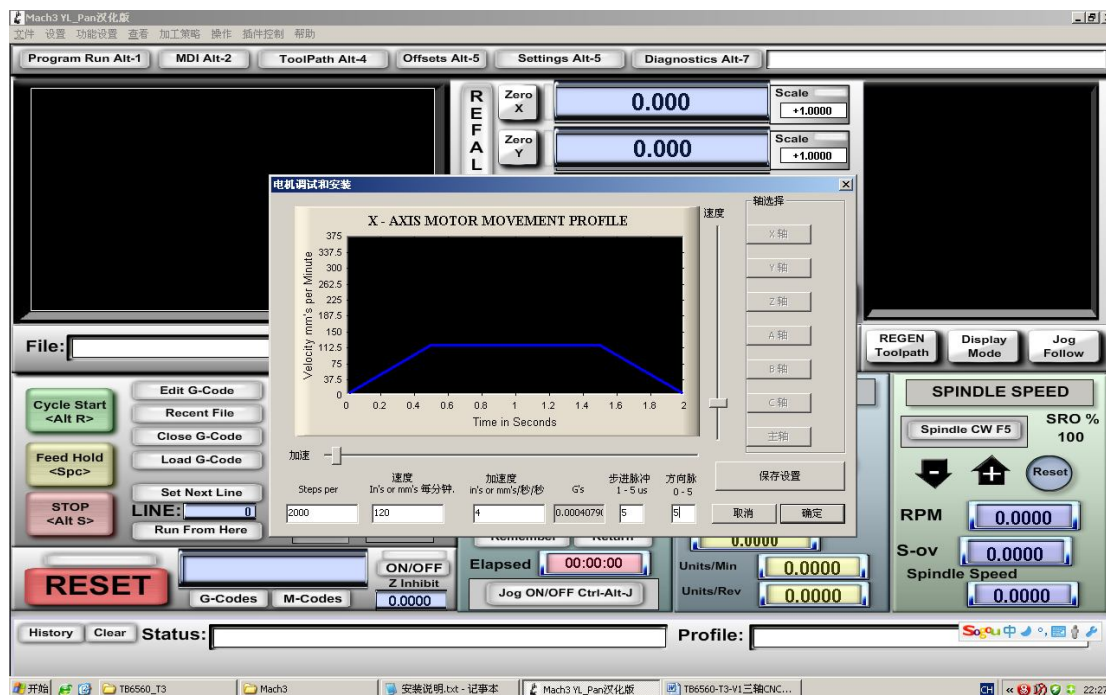 Mach3 YL_Pan汉化版
文件 设置 功能设置 查看 加工策略 操作 插件控制 帮助
Program Run Alt-1
MDI Alt-2
ToolPath Alt-4
Offsets Alt-5
Settings Alt-5
Diagnostics Alt-7
REFAL
Zero X
0.000
Scale
+1.0000
Zero Y
0.000
Scale
+1.0000
电机调试和安装
X - AXIS MOTOR MOVEMENT PROFILE
Velocity mm's per Minute
375
337.5
300
262.5
225
187.5
150
112.5
75
37.5
0
0 0.2 0.4 0.6 0.8 1 1.2 1.4 1.6 1.8 2
Time in Seconds
速度
轴选择
X 轴
Y 轴
Z 轴
A 轴
B 轴
C 轴
主轴
加速
Steps per
速度
In's or mm's 每分钟.
加速度
in's or mm's/秒/秒
G's
步进脉冲
1 - 5 us
方向脉
0 - 5
保存设置
2000
120
4
0.00040790
5
5
取消
确定
File:
REGEN Toolpath
Display Mode
Jog Follow
Cycle Start
<Alt R>
Edit G-Code
Recent File
Close G-Code
Load G-Code
Feed Hold
<Spc>
Set Next Line
LINE: 0
Run From Here
STOP
<Alt S>
SPINDLE SPEED
Spindle CW F5
SRO %
100
Reset
RPM 0.0000
S-ov 0.0000
Spindle Speed
0.0000
RESET
G-Codes
M-Codes
ON/OFF
Z Inhibit
0.0000
Remember
Return
Elapsed 00:00:00
Jog ON/OFF Ctrl-Alt-J
0.0000
Units/Min 0.0000
Units/Rev 0.0000
History
Clear
Status:
Profile:
Sogou 中
开始
TB6560_T3
Mach3
安装说明.txt - 记事本
Mach3 YL_Pan汉化版
TB6560-T3-V1三轴CNC...
CH